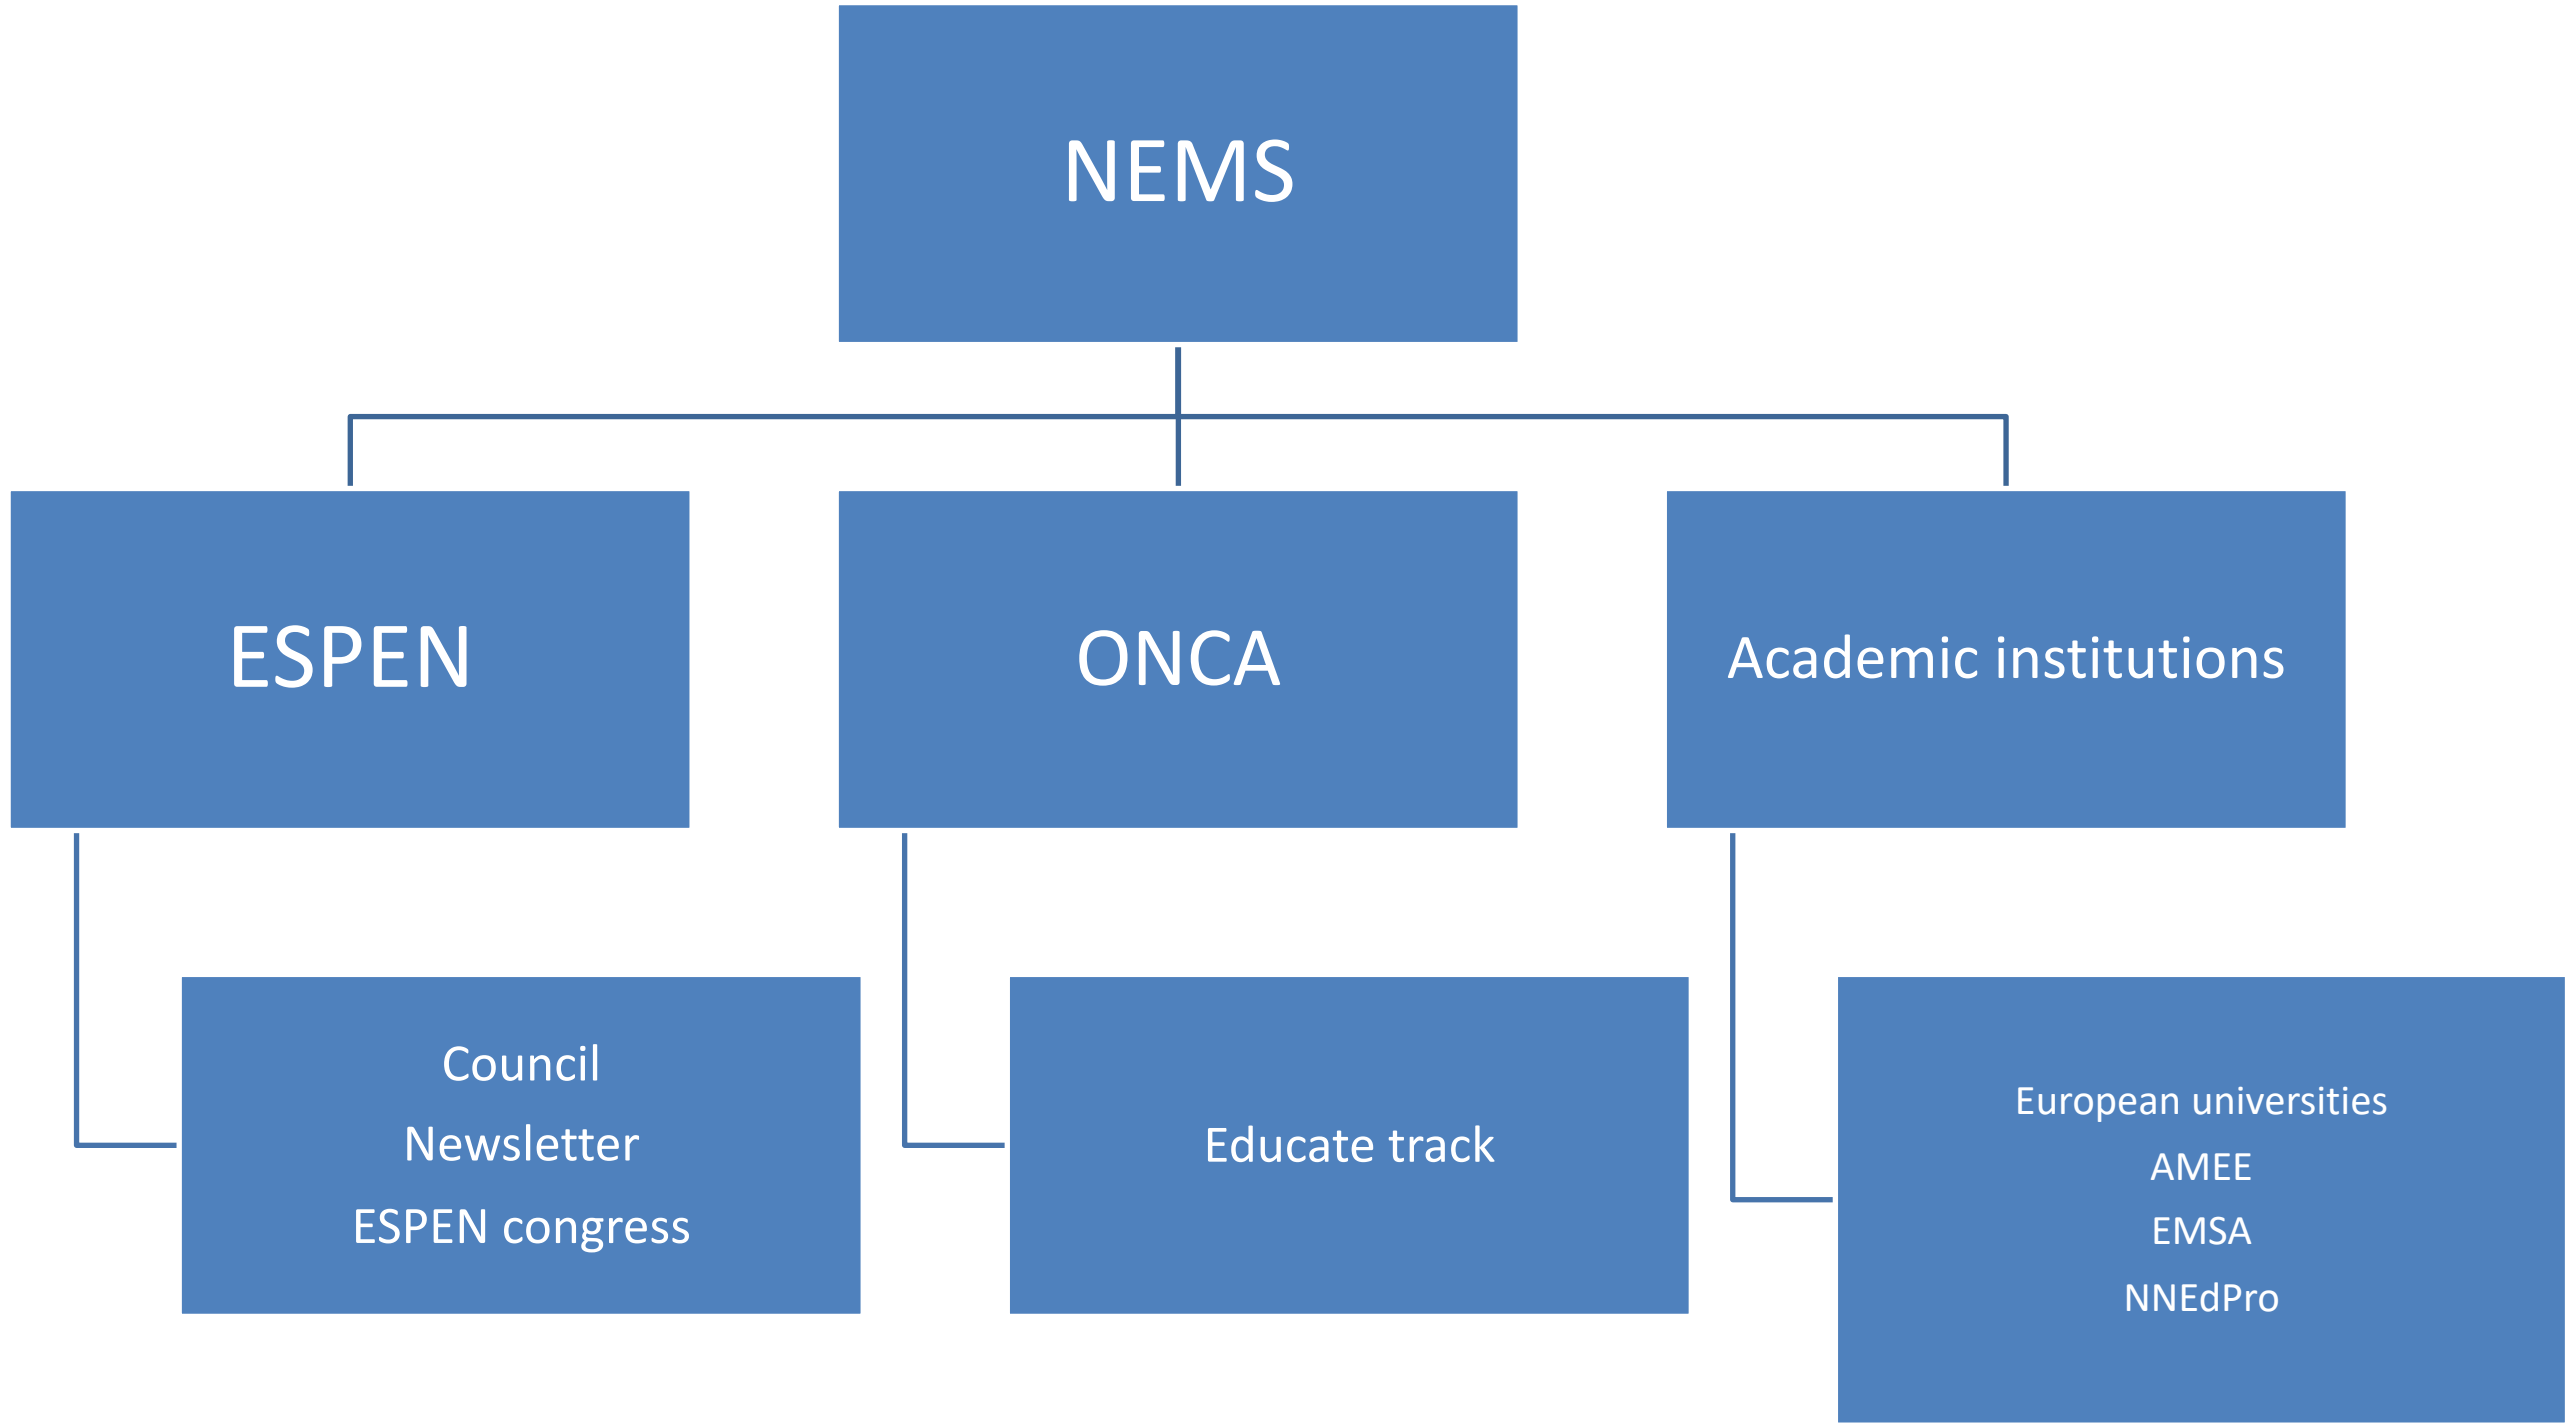 NEMS
ESPEN
ONCA
Academic institutions
Council
Newsletter
ESPEN congress
Educate track
European universities
AMEE
EMSA
NNEdPro